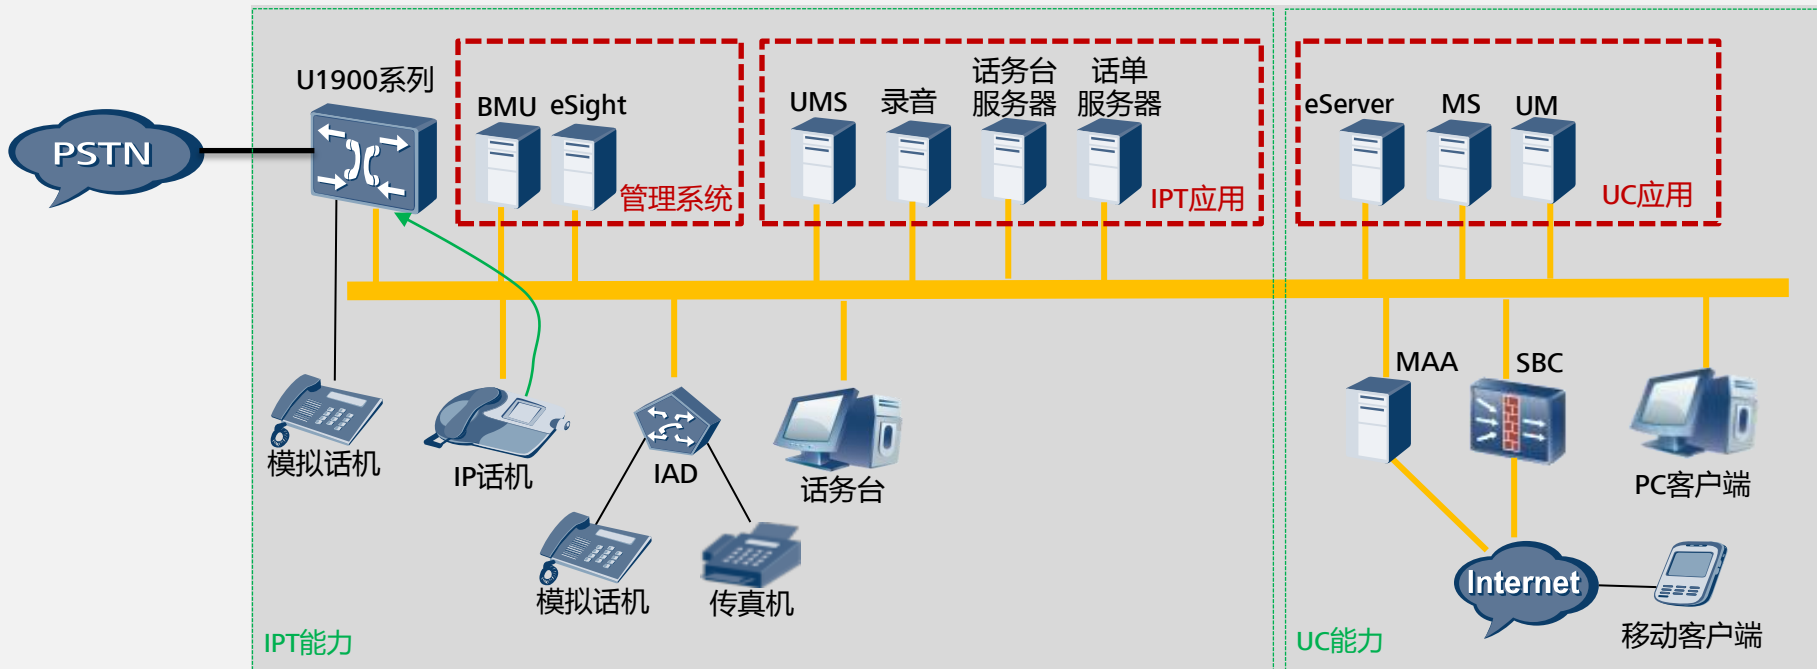 U1900系列
PSTN
BMU
eSight
管理系统
UMS
录音
话务台
服务器
话单
服务器
IPT应用
eServer
MS
UM
UC应用
模拟话机
IP话机
IAD
模拟话机
传真机
话务台
MAA
SBC
PC客户端
Internet
移动客户端
IPT能力
UC能力